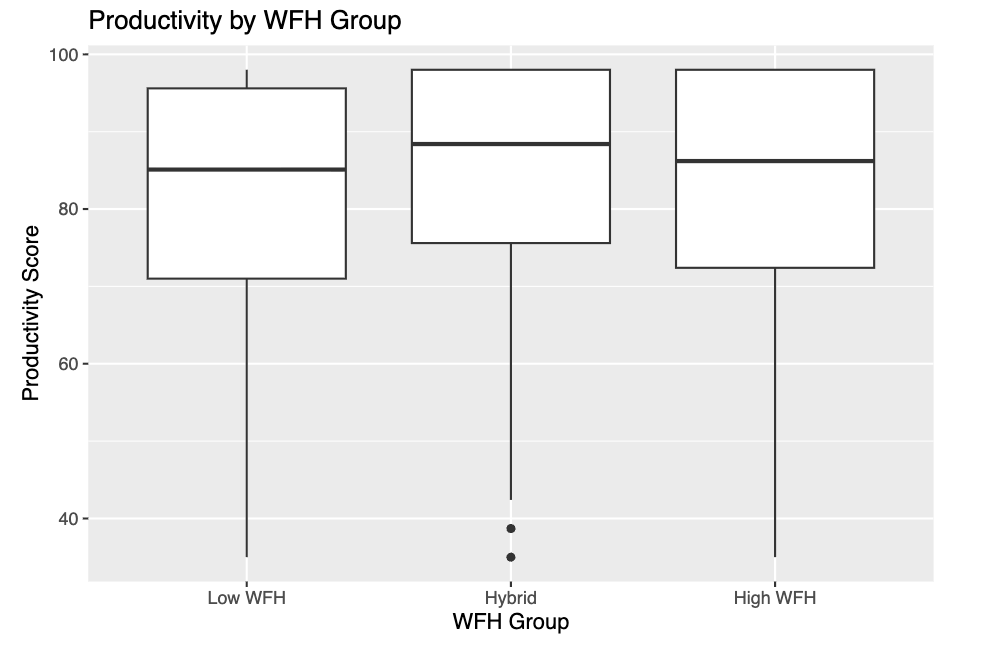 Productivity by WFH Group
Productivity Score
100
80
60
40
Low WFH
Hybrid
High WFH
WFH Group